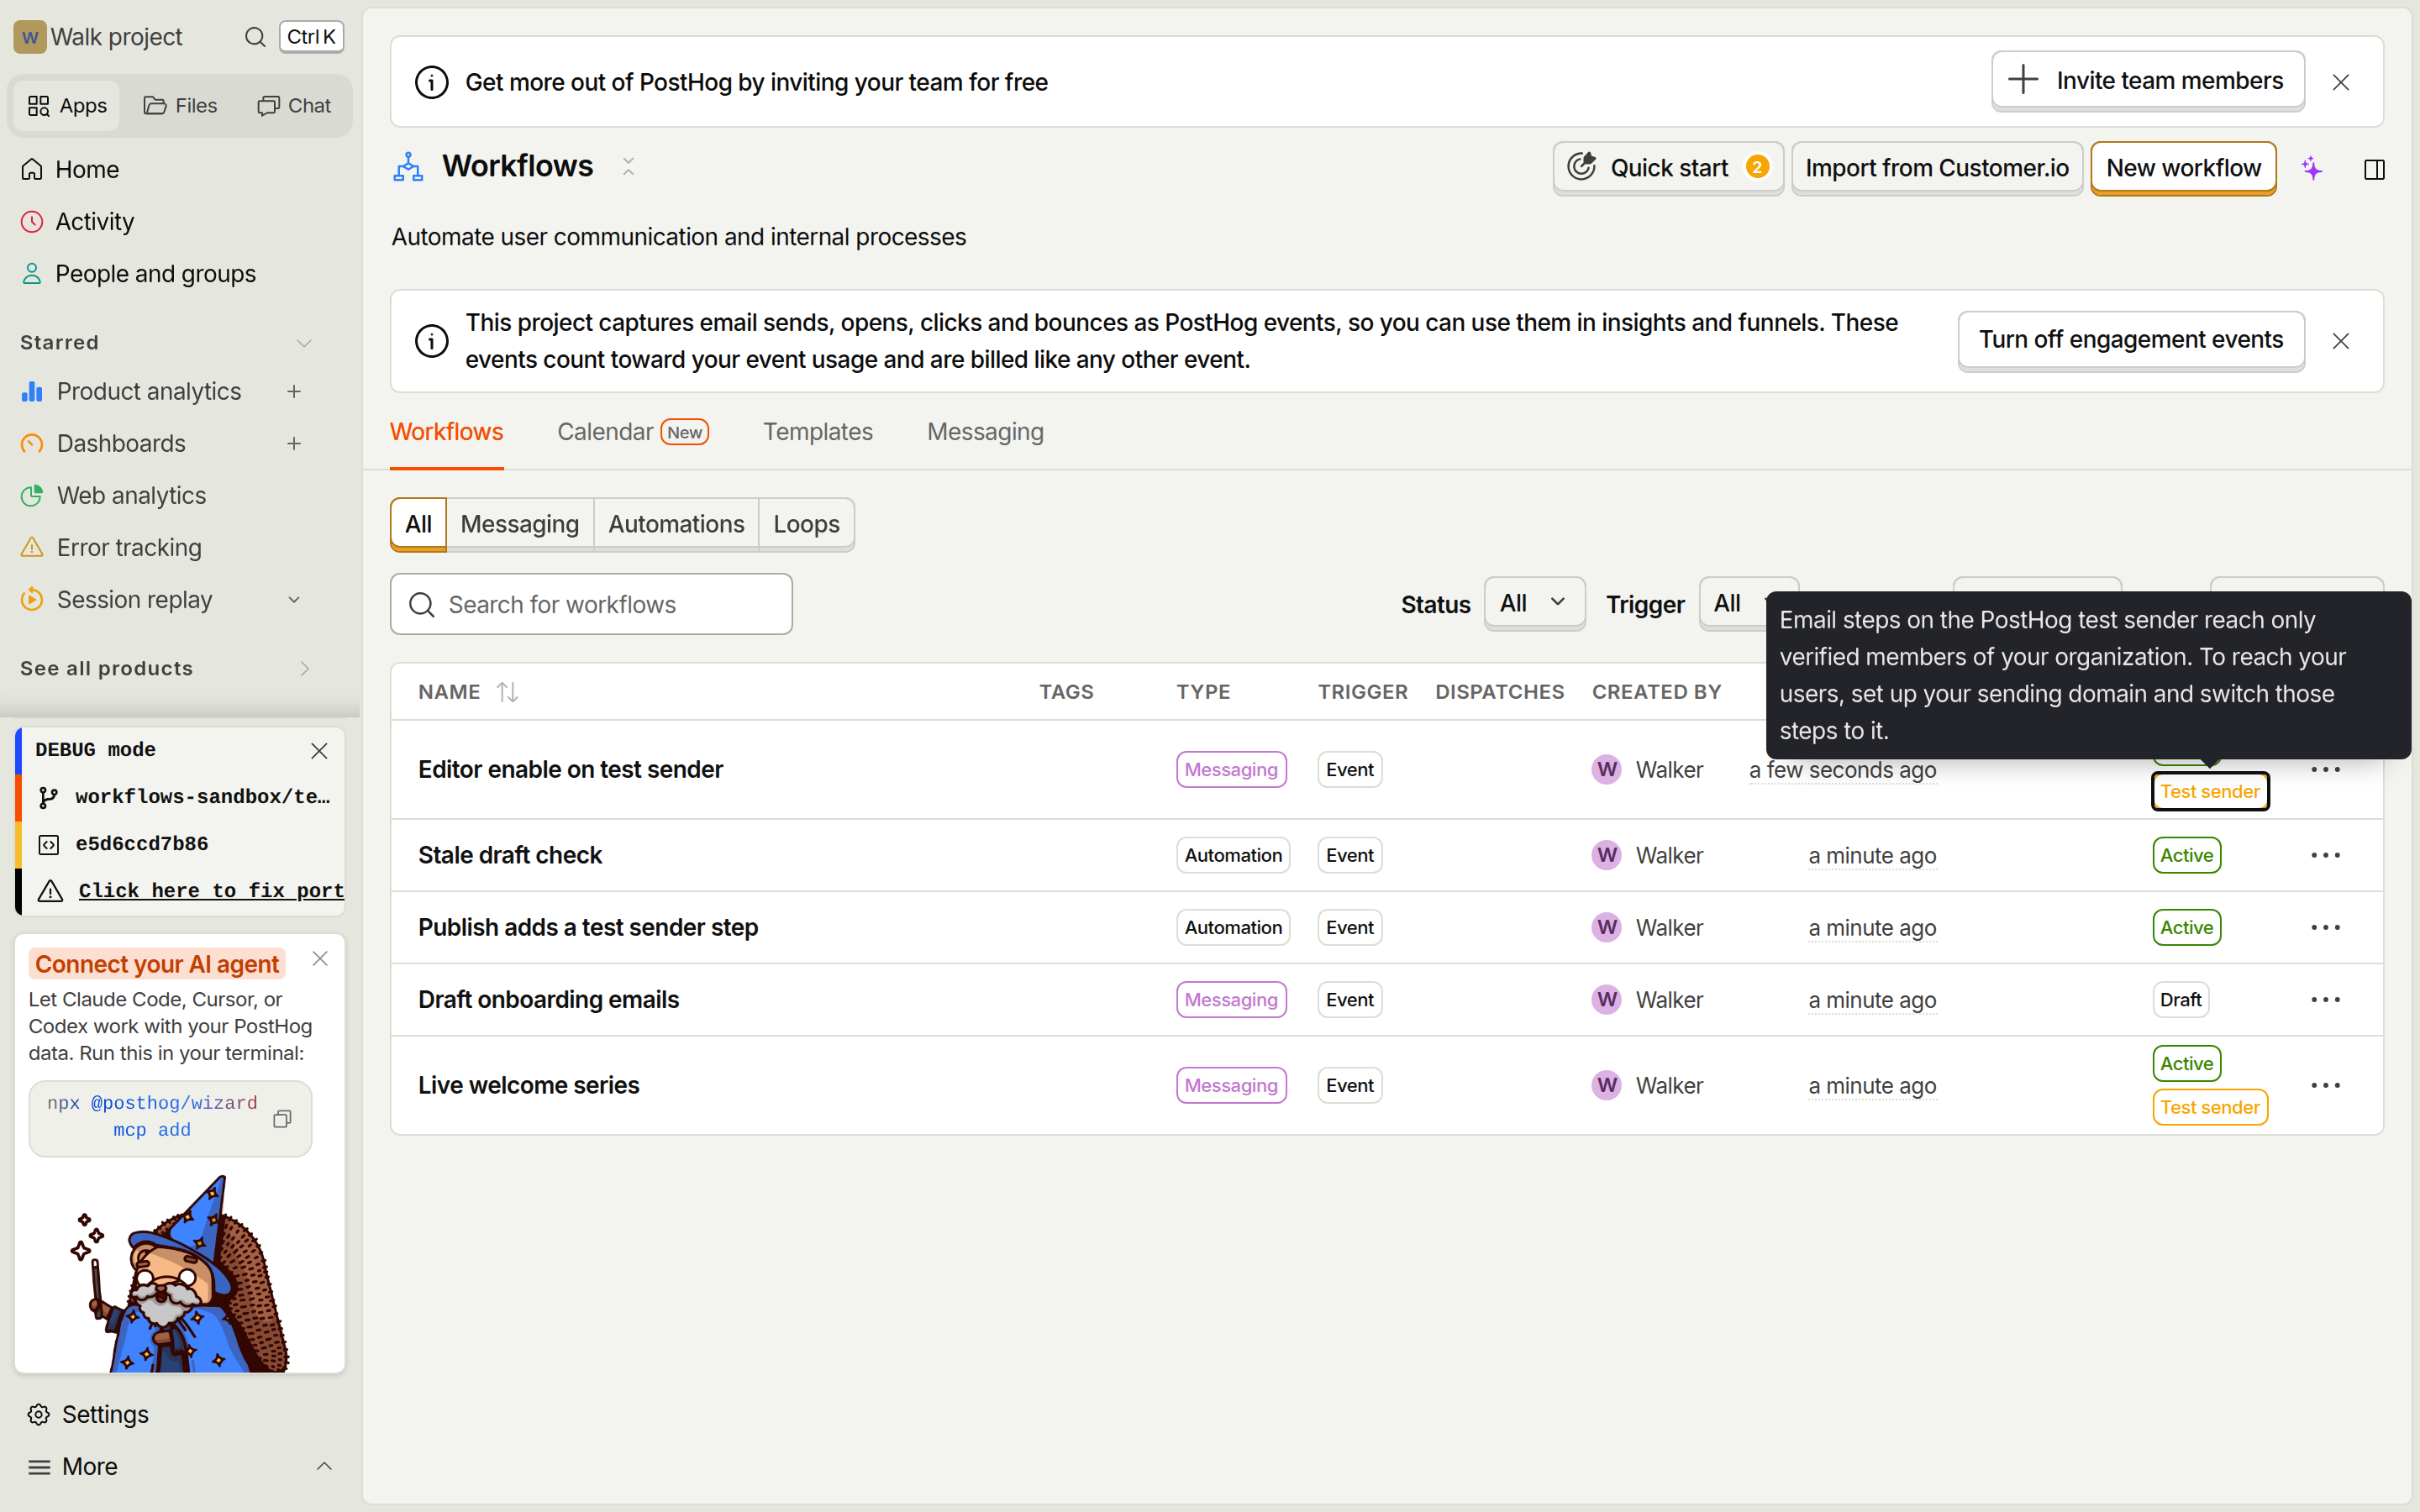 W Walk project Ctrl K
Apps Files Chat
Home
Activity
People and groups
Starred
Product analytics
Dashboards
Web analytics
Error tracking
Session replay
See all products
DEBUG mode
workflows-sandbox/te…
e5d6ccd7b86
Click here to fix port
Connect your AI agent
Let Claude Code, Cursor, or
Codex work with your PostHog
data. Run this in your terminal:
npx @posthog/wizard
mcp add
Settings
More
Get more out of PostHog by inviting your team for free
Invite team members
Workflows
Quick start 2
Import from Customer.io
New workflow
Automate user communication and internal processes
This project captures email sends, opens, clicks and bounces as PostHog events, so you can use them in insights and funnels. These
events count toward your event usage and are billed like any other event.
Turn off engagement events
Workflows Calendar New Templates Messaging
All Messaging Automations Loops
Search for workflows
Status All Trigger All
Email steps on the PostHog test sender reach only
verified members of your organization. To reach your
users, set up your sending domain and switch those
steps to it.
NAME TAGS TYPE TRIGGER DISPATCHES CREATED BY
Editor enable on test sender Messaging Event W Walker a few seconds ago
Test sender
Stale draft check Automation Event W Walker a minute ago Active
Publish adds a test sender step Automation Event W Walker a minute ago Active
Draft onboarding emails Messaging Event W Walker a minute ago Draft
Live welcome series Messaging Event W Walker a minute ago Active
Test sender